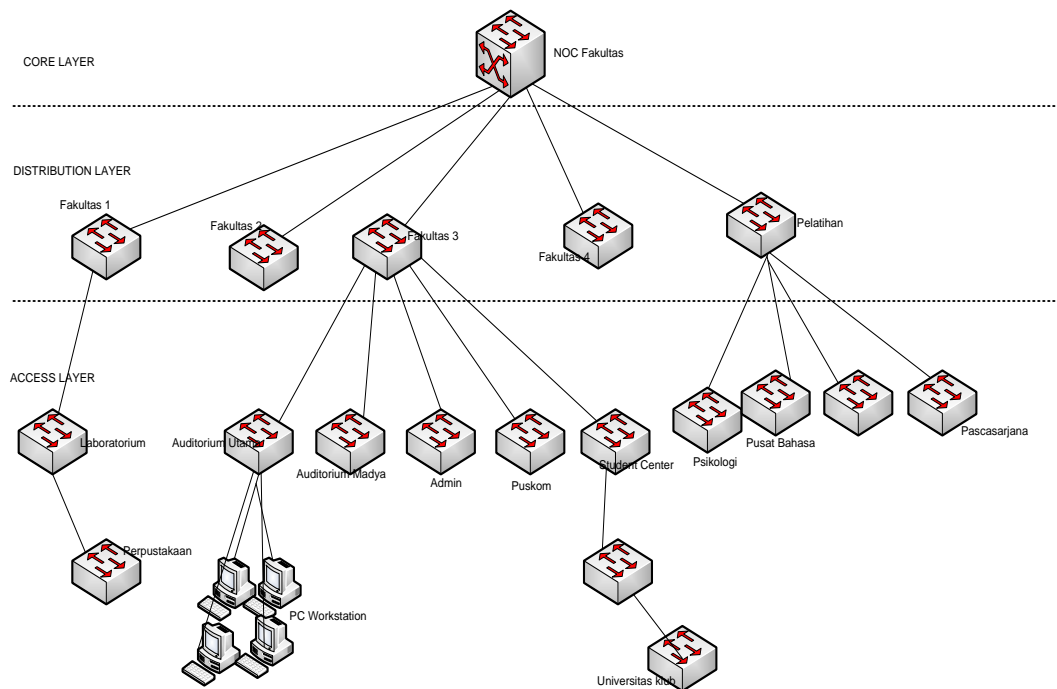 NOC Fakultas
CORE LAYER
DISTRIBUTION LAYER
Fakultas 1
Fakultas 2
Fakultas 3
Fakultas 4
Pelatihan
ACCESS LAYER
Laboratorium
Auditorium Utama
Auditorium Madya
Admin
Puskom
Student Center
Psikologi
Pusat Bahasa
Pascasarjana
Perpustakaan
PC Workstation
Universitas klub